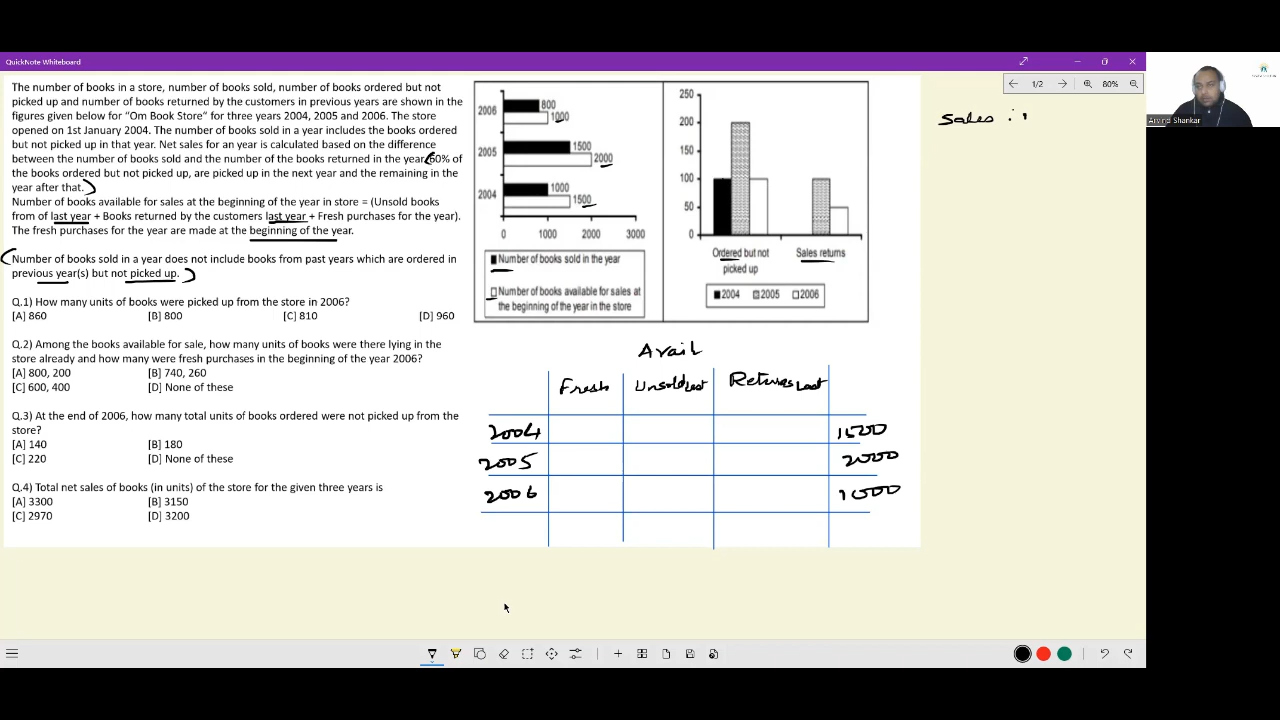 QuickNote Whiteboard
1/2
80%
Arvind Shankar
The number of books in a store, number of books sold, number of books ordered but not
picked up and number of books returned by the customers in previous years are shown in the
figures given below for "Om Book Store" for three years 2004, 2005 and 2006. The store
opened on 1st January 2004. The number of books sold in a year includes the books ordered
but not picked up in that year. Net sales for an year is calculated based on the difference
between the number of books sold and the number of the books returned in the year. 60% of
the books ordered but not picked up, are picked up in the next year and the remaining in the
year after that.
Number of books available for sales at the beginning of the year in store = (Unsold books
from of last year + Books returned by the customers last year + Fresh purchases for the year).
The fresh purchases for the year are made at the beginning of the year.
Number of books sold in a year does not include books from past years which are ordered in
previous year(s) but not picked up.
Q.1) How many units of books were picked up from the store in 2006?
[A] 860 [B] 800 [C] 810 [D] 960
Q.2) Among the books available for sale, how many units of books were there lying in the
store already and how many were fresh purchases in the beginning of the year 2006?
[A] 800, 200 [B] 740, 260
[C] 600, 400 [D] None of these
Q.3) At the end of 2006, how many total units of books ordered were not picked up from the
store?
[A] 140 [B] 180
[C] 220 [D] None of these
Q.4) Total net sales of books (in units) of the store for the given three years is
[A] 3300 [B] 3150
[C] 2970 [D] 3200
2006 800
1000
2005 1500
2000
2004 1000
1500
0 1000 2000 3000
Number of books sold in the year
Number of books available for sales at
the beginning of the year in the store
250
200
150
100
50
0
Ordered but not
picked up
Sales returns
2004 2005 2006
Sales :
Avail
Fresh Unsold Last Returns Last
2004 1500
2005 2000
2006 1000